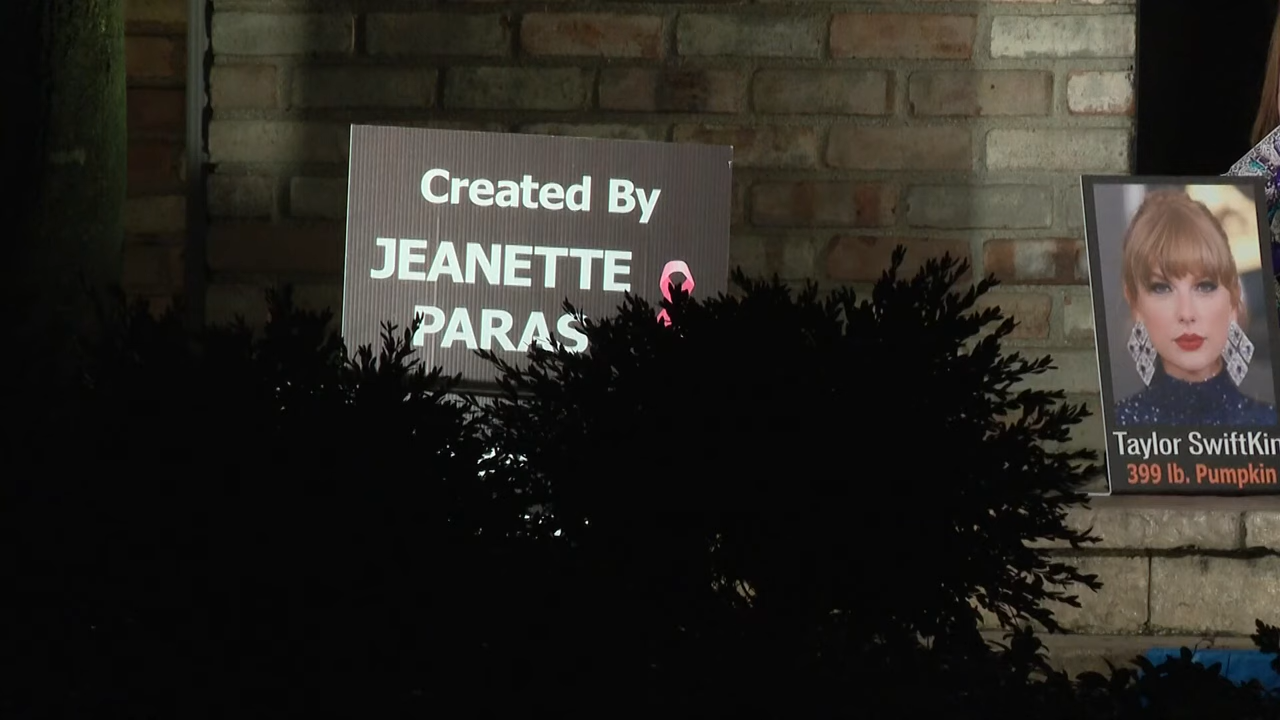 Created By
JEANETTE
PARAS
Taylor SwiftKin
399 lb. Pumpkin